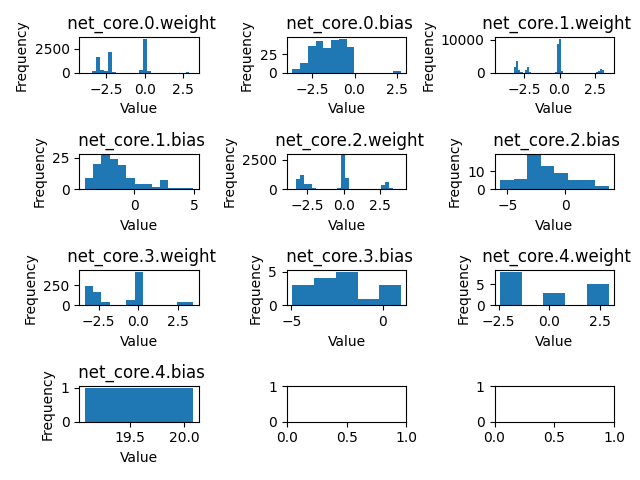 net_core.0.weight
Frequency
2500
0
−2.5 0.0 2.5
Value
net_core.0.bias
Frequency
25
0
−2.5 0.0 2.5
Value
net_core.1.weight
Frequency
10000
0
−2.5 0.0 2.5
Value
net_core.1.bias
Frequency
25
0
0 5
Value
net_core.2.weight
Frequency
2500
0
−2.5 0.0 2.5
Value
net_core.2.bias
Frequency
10
0
−5 0
Value
net_core.3.weight
Frequency
250
0
−2.5 0.0 2.5
Value
net_core.3.bias
Frequency
5
0
−5 0
Value
net_core.4.weight
Frequency
5
0
−2.5 0.0 2.5
Value
net_core.4.bias
Frequency
1
0
19.5 20.0
Value
1
0
0.0 0.5 1.0
1
0
0.0 0.5 1.0